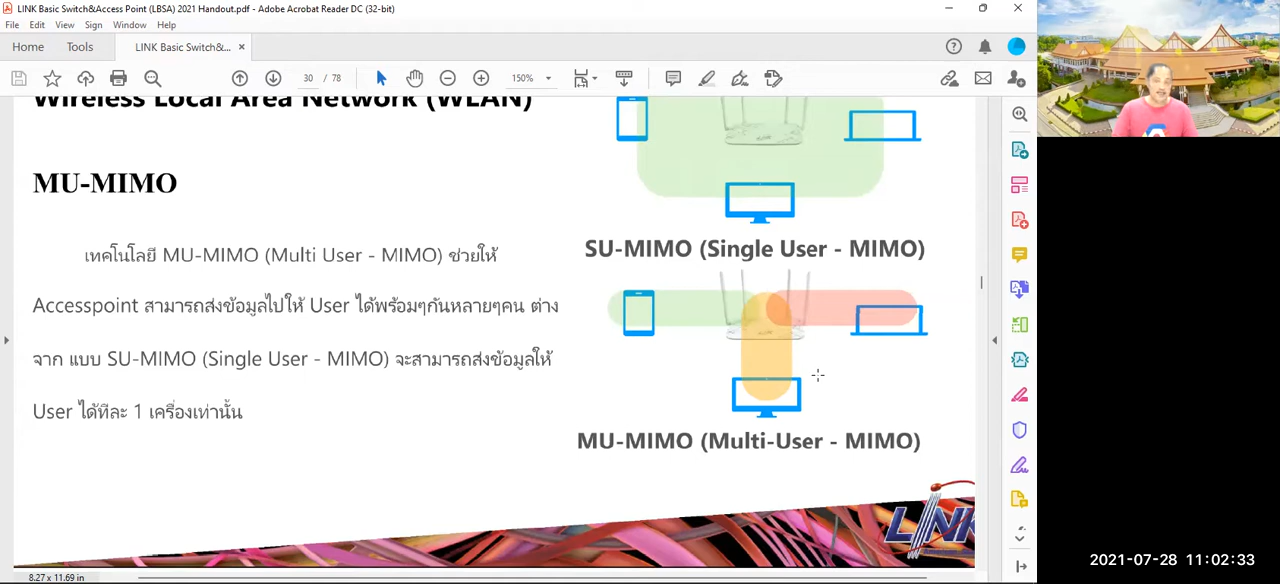 LINK Basic Switch&Access Point (LBSA) 2021 Handout.pdf - Adobe Acrobat Reader DC (32-bit)
File Edit View Sign Window Help
Home Tools LINK Basic Switch&... ×
30 / 78 150%
Wireless Local Area Network (WLAN)
MU-MIMO
เทคโนโลยี MU-MIMO (Multi User - MIMO) ช่วยให้
Accesspoint สามารถส่งข้อมูลไปให้ User ได้พร้อมๆกันหลายๆคน ต่าง
จาก แบบ SU-MIMO (Single User - MIMO) จะสามารถส่งข้อมูลให้
User ได้ทีละ 1 เครื่องเท่านั้น
SU-MIMO (Single User - MIMO)
MU-MIMO (Multi-User - MIMO)
LINK
8.27 x 11.69 in
2021-07-28 11:02:33